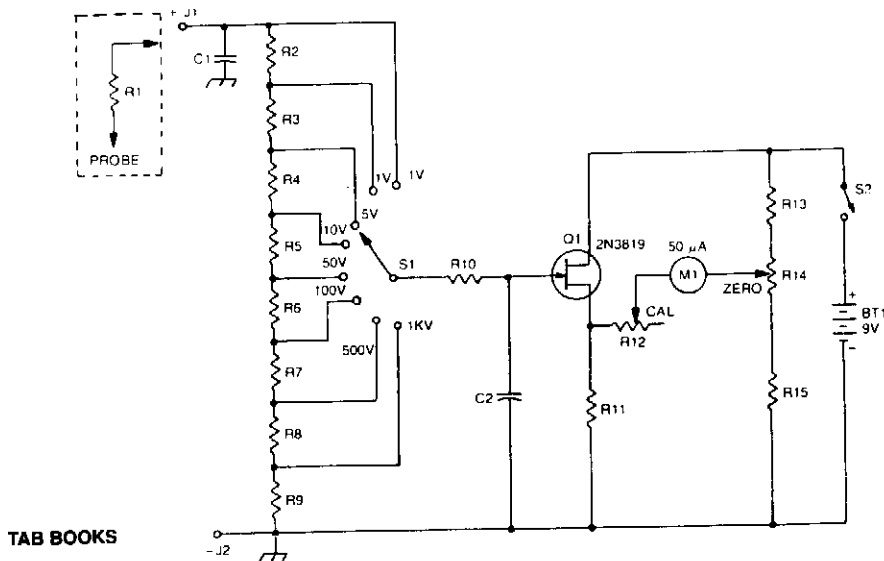 + J1
C1
R1
PROBE
R2
R3
R4
R5
R6
R7
R8
R9
1V
1V
5V
10V
50V
100V
500V
1KV
S1
R10
C2
Q1
2N3819
50 µA
M1
CAL
R12
R11
ZERO
R13
R14
R15
S2
+
BT1
9V
-
TAB BOOKS
-J2